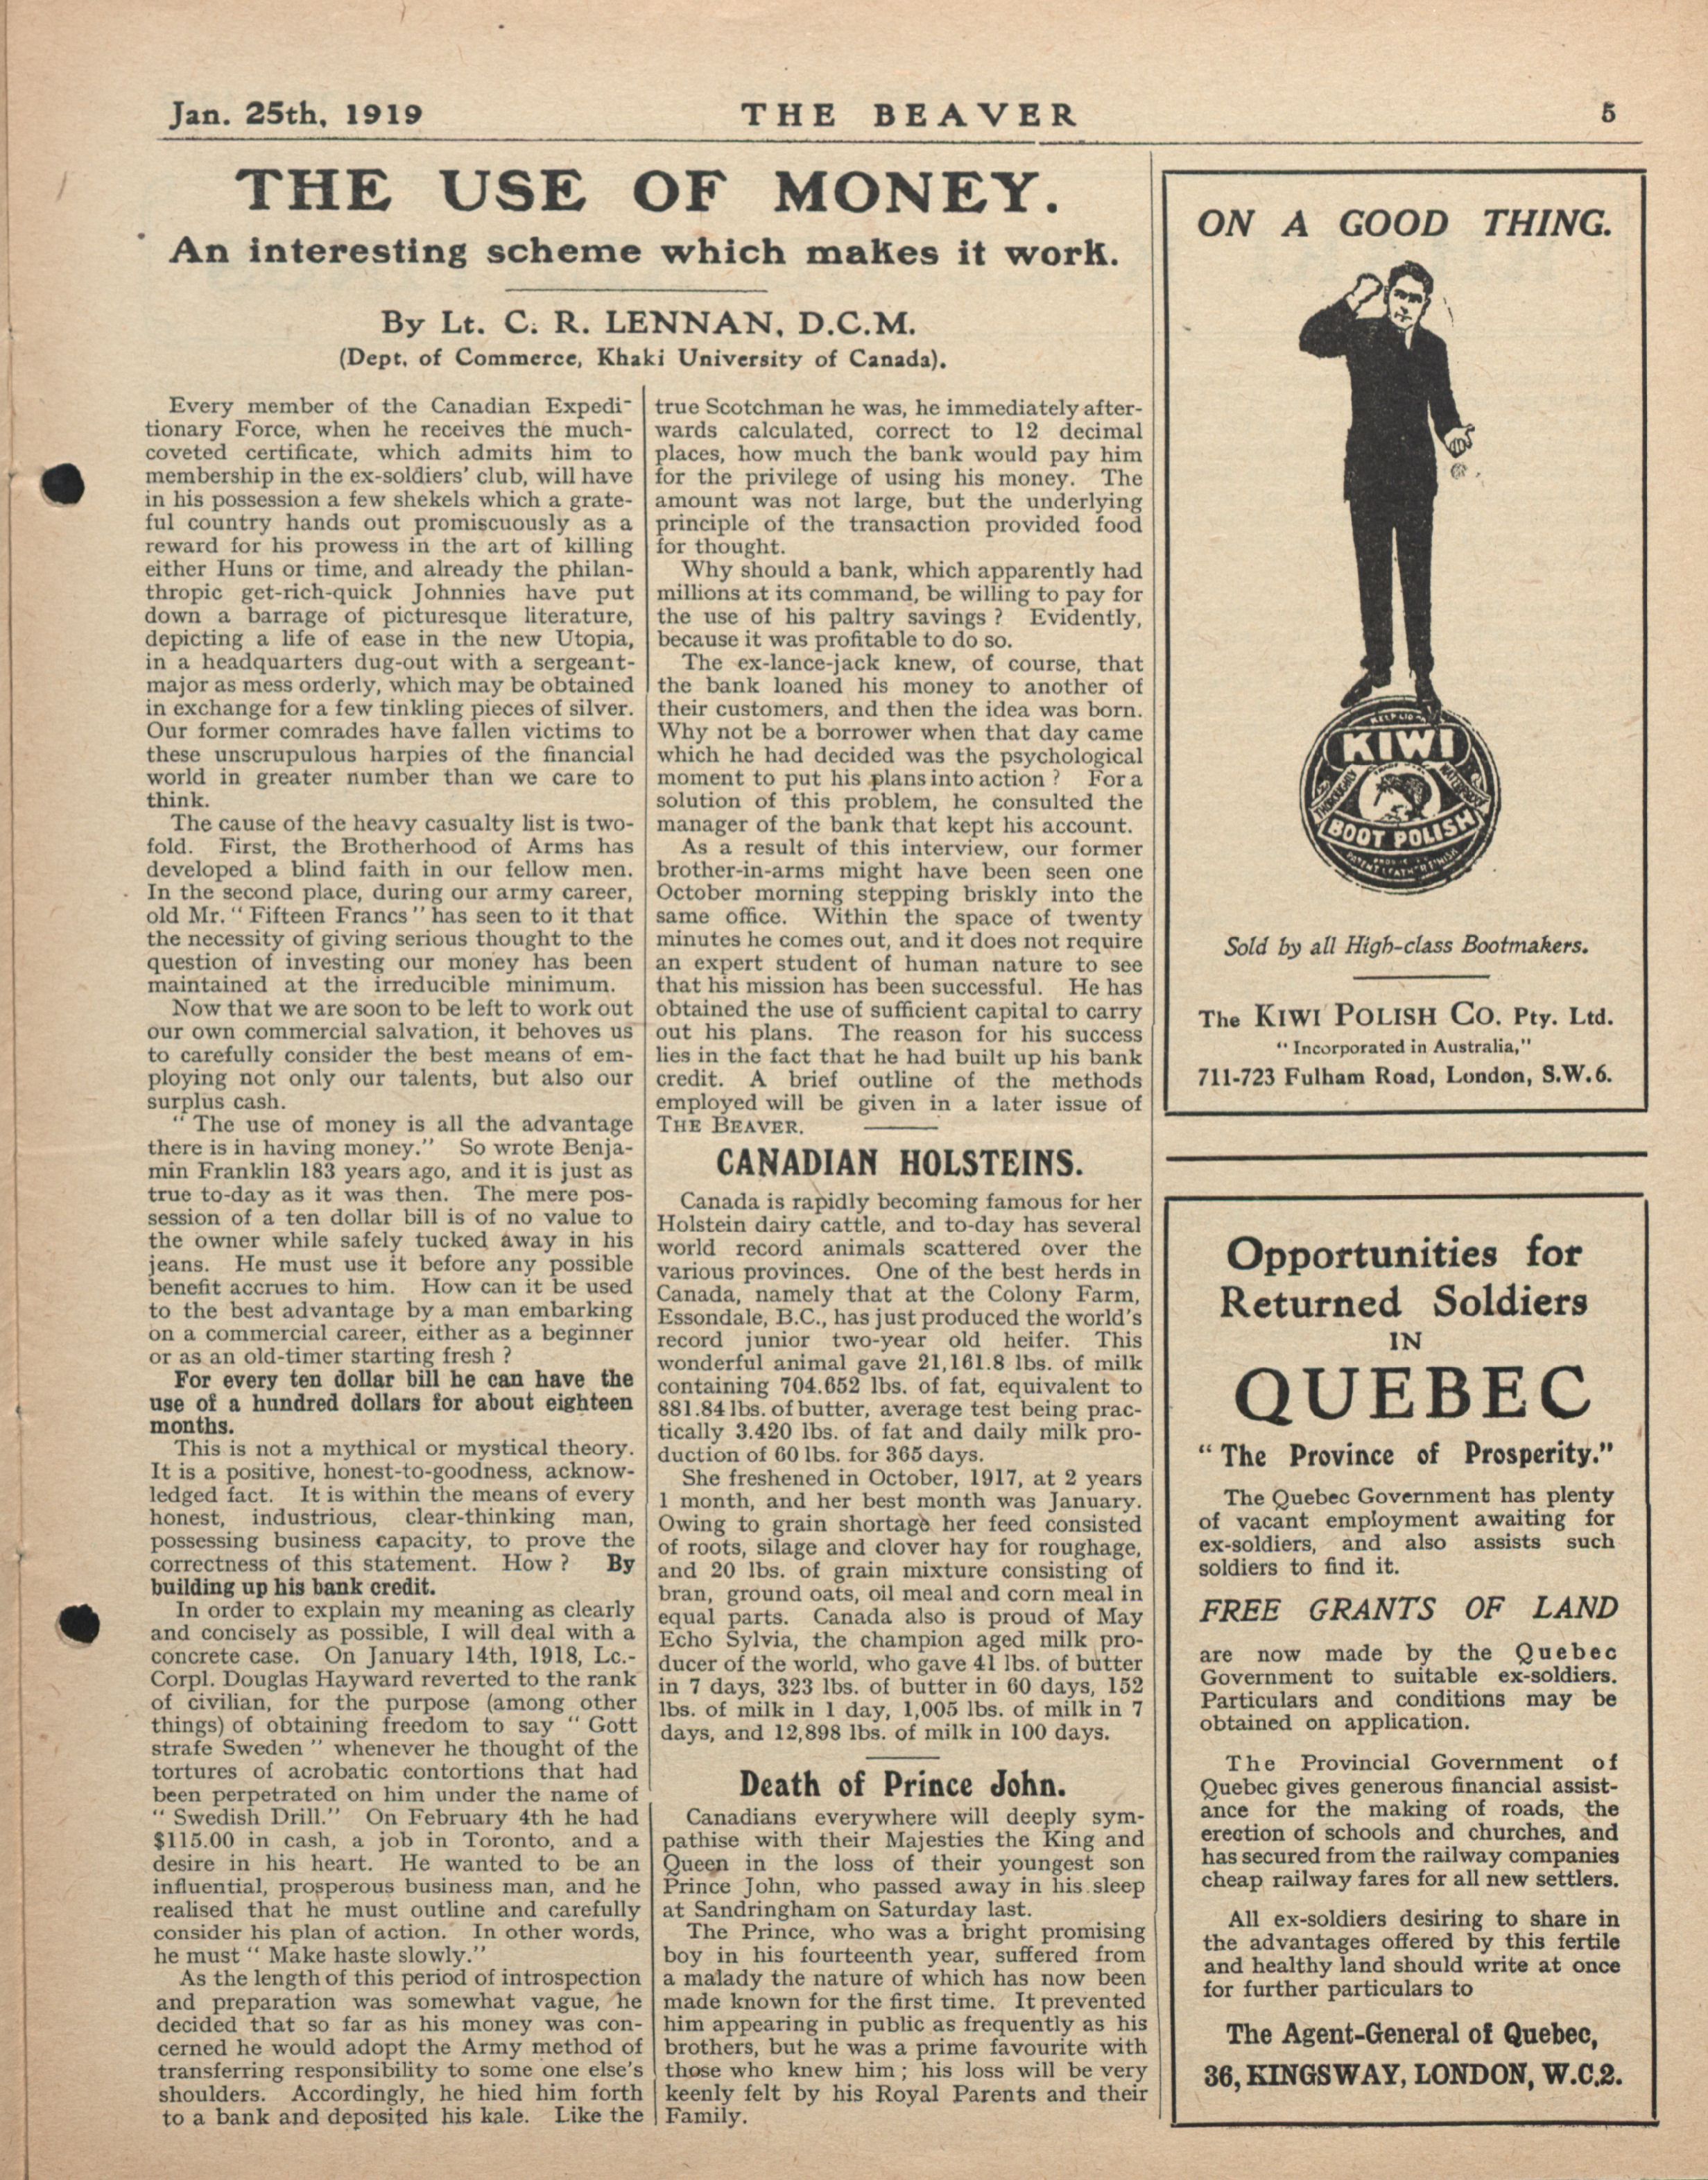 Jan. 25th, 1919
THE BEAVER
5
THE USE OF MONEY.
An interesting scheme which makes it work.
By Lt. C. R. LENNAN, D.C.M.
(Dept. of Commerce, Khaki University of Canada).
Every member of the Canadian Expedi-
tionary Force, when he receives the much-
coveted certificate, which admits him to
membership in the ex-soldiers' club, will have
in his possession a few shekels which a grate-
ful country hands out promiscuously as a
reward for his prowess in the art of killing
either Huns or time, and already the philan-
thropic get-rich-quick Johnnies have put
down a barrage of picturesque literature,
depicting a life of ease in the new Utopia,
in a headquarters dug-out with a sergeant-
major as mess orderly, which may be obtained
in exchange for a few tinkling pieces of silver.
Our former comrades have fallen victims to
these unscrupulous harpies of the financial
world in greater number than we care to
think.
The cause of the heavy casualty list is two-
fold. First, the Brotherhood of Arms has
developed a blind faith in our fellow men.
In the second place, during our army career,
old Mr. "Fifteen Francs" has seen to it that
the necessity of giving serious thought to the
question of investing our money has been
maintained at the irreducible minimum.
Now that we are soon to be left to work out
our own commercial salvation, it behoves us
to carefully consider the best means of em-
ploying not only our talents, but also our
surplus cash.
"The use of money is all the advantage
there is in having money." So wrote Benja-
min Franklin 183 years ago, and it is just as
true to-day as it was then. The mere pos-
session of a ten dollar bill is of no value to
the owner while safely tucked away in his
jeans. He must use it before any possible
benefit accrues to him. How can it be used
to the best advantage by a man embarking
on a commercial career, either as a beginner
or as an old-timer starting fresh ?
For every ten dollar bill he can have the
use of a hundred dollars for about eighteen
months.
This is not a mythical or mystical theory.
It is a positive, honest-to-goodness, acknow-
ledged fact. It is within the means of every
honest, industrious, clear-thinking man,
possessing business capacity, to prove the
correctness of this statement. How ? By
building up his bank credit.
In order to explain my meaning as clearly
and concisely as possible, I will deal with a
concrete case. On January 14th, 1918, Lc.-
Corpl. Douglas Hayward reverted to the rank
of civilian, for the purpose (among other
things) of obtaining freedom to say "Gott
strafe Sweden" whenever he thought of the
tortures of acrobatic contortions that had
been perpetrated on him under the name of
"Swedish Drill." On February 4th he had
$115.00 in cash, a job in Toronto, and a
desire in his heart. He wanted to be an
influential, prosperous business man, and he
realised that he must outline and carefully
consider his plan of action. In other words,
he must "Make haste slowly."
As the length of this period of introspection
and preparation was somewhat vague, he
decided that so far as his money was con-
cerned he would adopt the Army method of
transferring responsibility to some one else's
shoulders. Accordingly, he hied him forth
to a bank and deposited his kale. Like the
true Scotchman he was, he immediately after-
wards calculated, correct to 12 decimal
places, how much the bank would pay him
for the privilege of using his money. The
amount was not large, but the underlying
principle of the transaction provided food
for thought.
Why should a bank, which apparently had
millions at its command, be willing to pay for
the use of his paltry savings ? Evidently,
because it was profitable to do so.
The ex-lance-jack knew, of course, that
the bank loaned his money to another of
their customers, and then the idea was born.
Why not be a borrower when that day came
which he had decided was the psychological
moment to put his plans into action ? For a
solution of this problem, he consulted the
manager of the bank that kept his account.
As a result of this interview, our former
brother-in-arms might have been seen one
October morning stepping briskly into the
same office. Within the space of twenty
minutes he comes out, and it does not require
an expert student of human nature to see
that his mission has been successful. He has
obtained the use of sufficient capital to carry
out his plans. The reason for his success
lies in the fact that he had built up his bank
credit. A brief outline of the methods
employed will be given in a later issue of
THE BEAVER.
CANADIAN HOLSTEINS.
Canada is rapidly becoming famous for her
Holstein dairy cattle, and to-day has several
world record animals scattered over the
various provinces. One of the best herds in
Canada, namely that at the Colony Farm,
Essondale, B.C., has just produced the world's
record junior two-year old heifer. This
wonderful animal gave 21,161.8 lbs. of milk
containing 704.652 lbs. of fat, equivalent to
881.84 lbs. of butter, average test being prac-
tically 3.420 lbs. of fat and daily milk pro-
duction of 60 lbs. for 365 days.
She freshened in October, 1917, at 2 years
1 month, and her best month was January.
Owing to grain shortage her feed consisted
of roots, silage and clover hay for roughage,
and 20 lbs. of grain mixture consisting of
bran, ground oats, oil meal and corn meal in
equal parts. Canada also is proud of May
Echo Sylvia, the champion aged milk pro-
ducer of the world, who gave 41 lbs. of butter
in 7 days, 323 lbs. of butter in 60 days, 152
lbs. of milk in 1 day, 1,005 lbs. of milk in 7
days, and 12,898 lbs. of milk in 100 days.
Death of Prince John.
Canadians everywhere will deeply sym-
pathise with their Majesties the King and
Queen in the loss of their youngest son
Prince John, who passed away in his sleep
at Sandringham on Saturday last.
The Prince, who was a bright promising
boy in his fourteenth year, suffered from
a malady the nature of which has now been
made known for the first time. It prevented
him appearing in public as frequently as his
brothers, but he was a prime favourite with
those who knew him; his loss will be very
keenly felt by his Royal Parents and their
Family.
ON A GOOD THING.
KIWI
THOROUGHLY WATERPROOF
BOOT POLISH
Sold by all High-class Bootmakers.
The KIWI POLISH CO. Pty. Ltd.
"Incorporated in Australia,"
711-723 Fulham Road, London, S.W.6.
Opportunities for
Returned Soldiers
IN
QUEBEC
"The Province of Prosperity."
The Quebec Government has plenty
of vacant employment awaiting for
ex-soldiers, and also assists such
soldiers to find it.
FREE GRANTS OF LAND
are now made by the Quebec
Government to suitable ex-soldiers.
Particulars and conditions may be
obtained on application.
The Provincial Government of
Quebec gives generous financial assist-
ance for the making of roads, the
erection of schools and churches, and
has secured from the railway companies
cheap railway fares for all new settlers.
All ex-soldiers desiring to share in
the advantages offered by this fertile
and healthy land should write at once
for further particulars to
The Agent-General of Quebec,
36, KINGSWAY, LONDON, W.C.2.